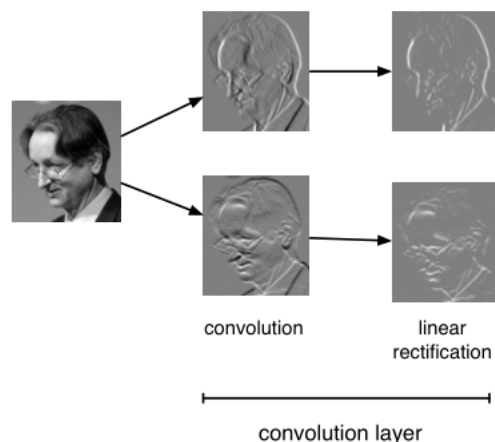 convolution
linear
rectification
convolution layer